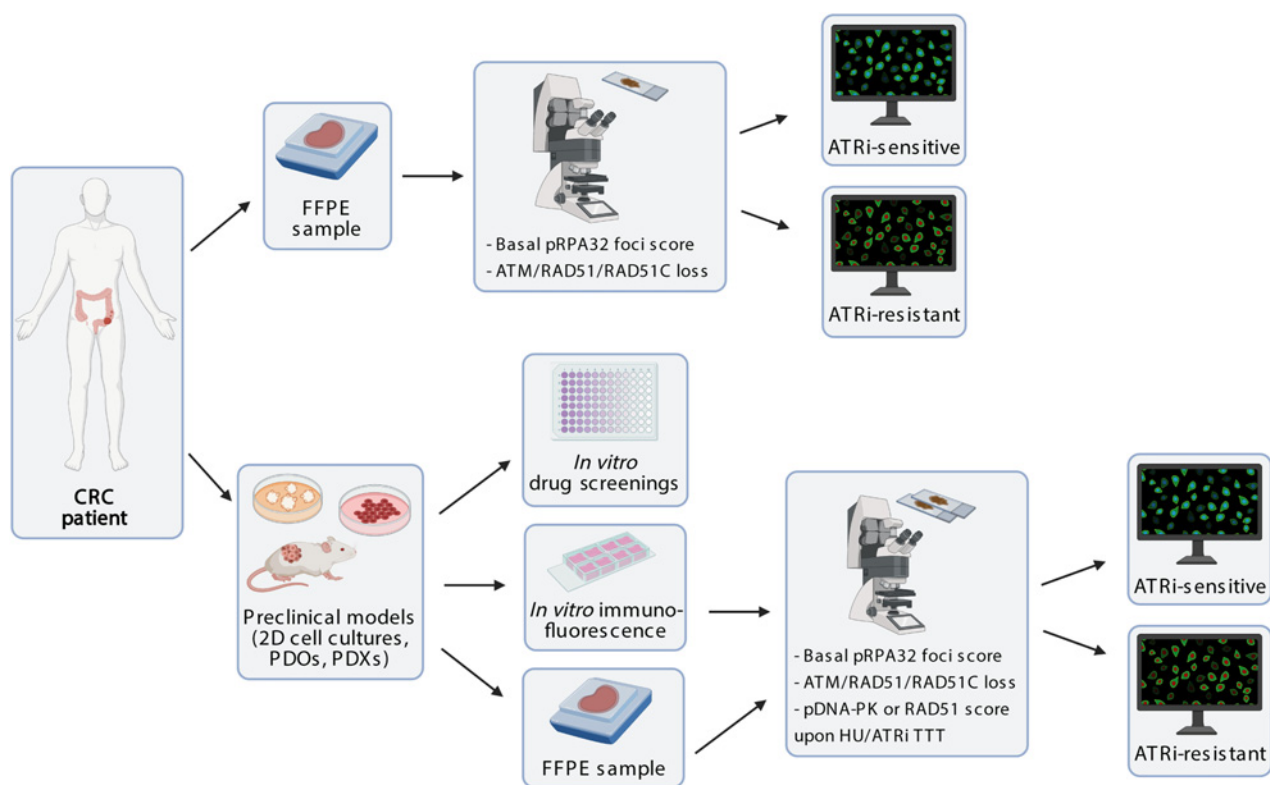 FFPE
sample
- Basal pRPA32 foci score
- ATM/RAD51/RAD51C loss
ATRi-sensitive
ATRi-resistant
CRC
patient
Preclinical models
(2D cell cultures,
PDOs, PDXs)
In vitro
drug screenings
In vitro immuno-
fluorescence
FFPE sample
- Basal pRPA32 foci score
- ATM/RAD51/RAD51C loss
- pDNA-PK or RAD51 score
upon HU/ATRi TTT
ATRi-sensitive
ATRi-resistant